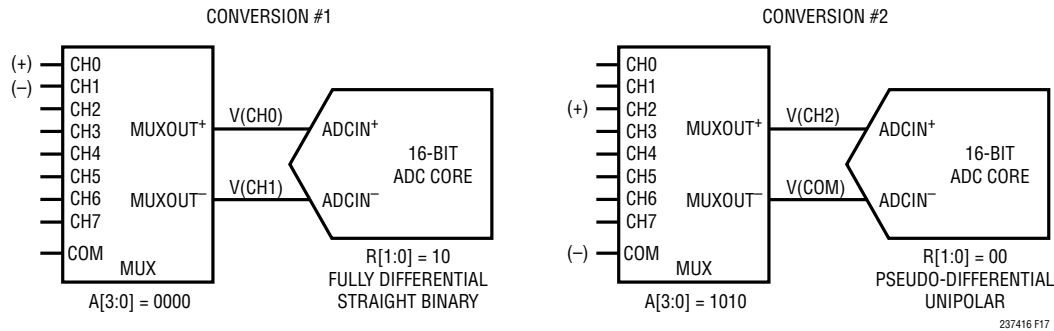 CONVERSION #1
(+)
(–)
CH0
CH1
CH2
CH3
CH4
CH5
CH6
CH7
COM
MUXOUT+
MUXOUT–
MUX
A[3:0] = 0000
V(CH0)
V(CH1)
ADCIN+
16-BIT
ADC CORE
ADCIN–
R[1:0] = 10
FULLY DIFFERENTIAL
STRAIGHT BINARY
CONVERSION #2
(+)
(–)
CH0
CH1
CH2
CH3
CH4
CH5
CH6
CH7
COM
MUXOUT+
MUXOUT–
MUX
A[3:0] = 1010
V(CH2)
V(COM)
ADCIN+
16-BIT
ADC CORE
ADCIN–
R[1:0] = 00
PSEUDO-DIFFERENTIAL
UNIPOLAR
237416 F17